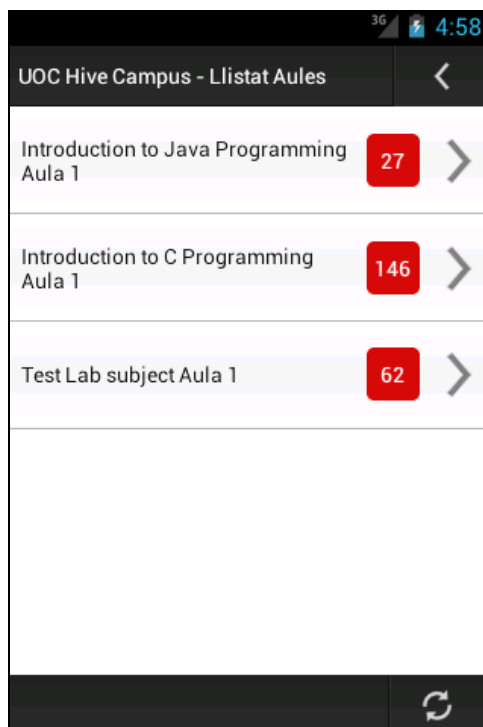 3G 4:58
UOC Hive Campus - Llistat Aules
Introduction to Java Programming
Aula 1
27
Introduction to C Programming
Aula 1
146
Test Lab subject Aula 1
62